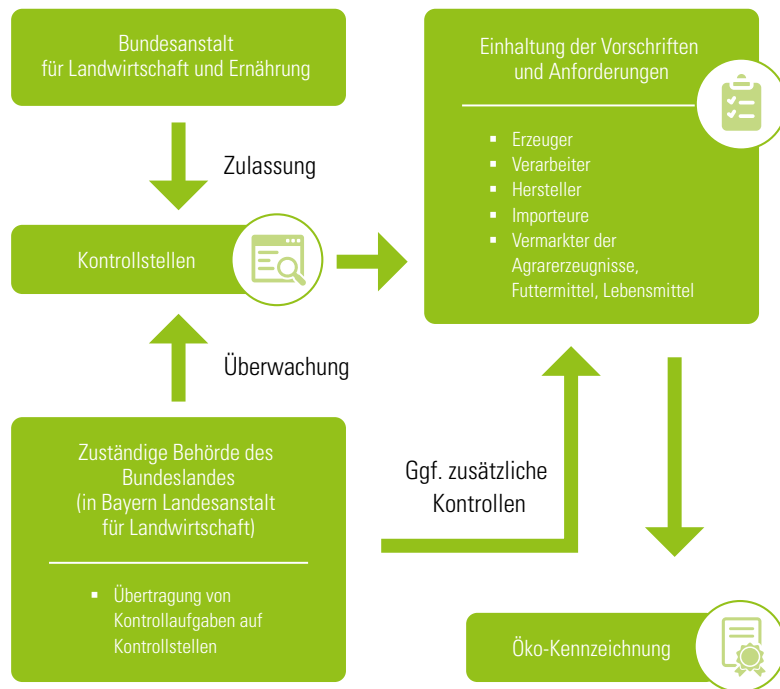 Bundesanstalt
für Landwirtschaft und Ernährung
Zulassung
Kontrollstellen
Überwachung
Zuständige Behörde des
Bundeslandes
(in Bayern Landesanstalt
für Landwirtschaft)
▪ Übertragung von
Kontrollaufgaben auf
Kontrollstellen
Einhaltung der Vorschriften
und Anforderungen
▪ Erzeuger
▪ Verarbeiter
▪ Hersteller
▪ Importeure
▪ Vermarkter der
Agrarerzeugnisse,
Futtermittel, Lebensmittel
Ggf. zusätzliche
Kontrollen
Öko-Kennzeichnung